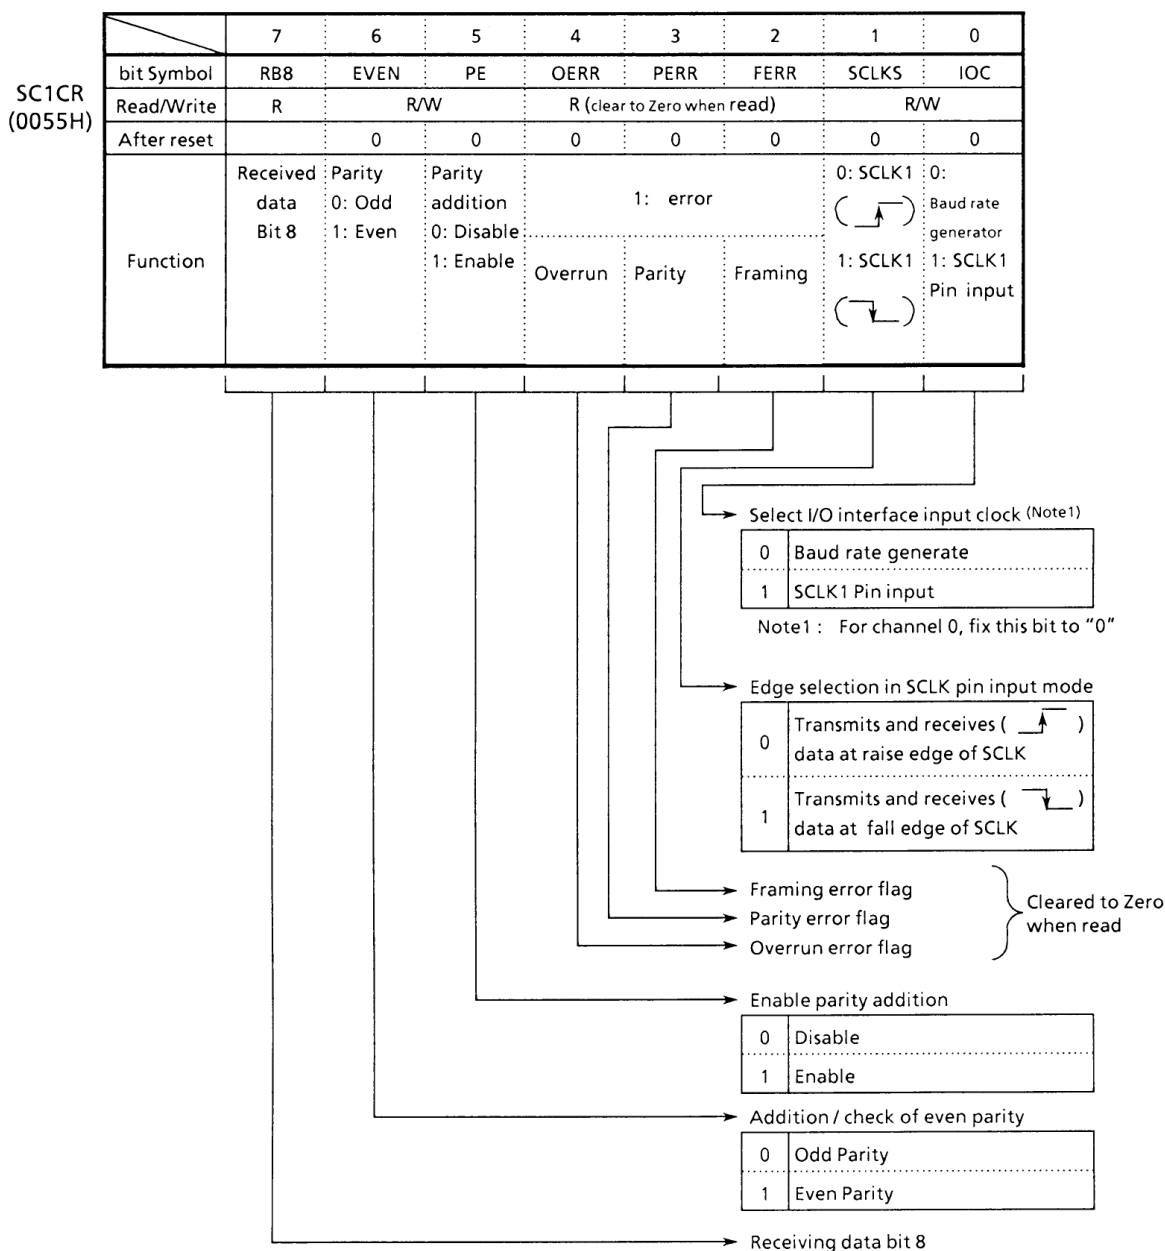 7 6 5 4 3 2 1 0
bit Symbol RB8 EVEN PE OERR PERR FERR SCLKS IOC
SC1CR
(0055H)
Read/Write R R/W R (clear to Zero when read) R/W
After reset 0 0 0 0 0 0 0
Function
Received
data
Bit 8
Parity
0: Odd
1: Even
Parity
addition
0: Disable
1: Enable
1: error
Overrun
Parity
Framing
0: SCLK1
1: SCLK1
0:
Baud rate
generator
1: SCLK1
Pin input
Select I/O interface input clock (Note1)
0 Baud rate generate
1 SCLK1 Pin input
Note1 : For channel 0, fix this bit to “0”
Edge selection in SCLK pin input mode
0 Transmits and receives ( )
data at raise edge of SCLK
1 Transmits and receives ( )
data at fall edge of SCLK
Framing error flag
Parity error flag
Overrun error flag
Cleared to Zero
when read
Enable parity addition
0 Disable
1 Enable
Addition / check of even parity
0 Odd Parity
1 Even Parity
Receiving data bit 8